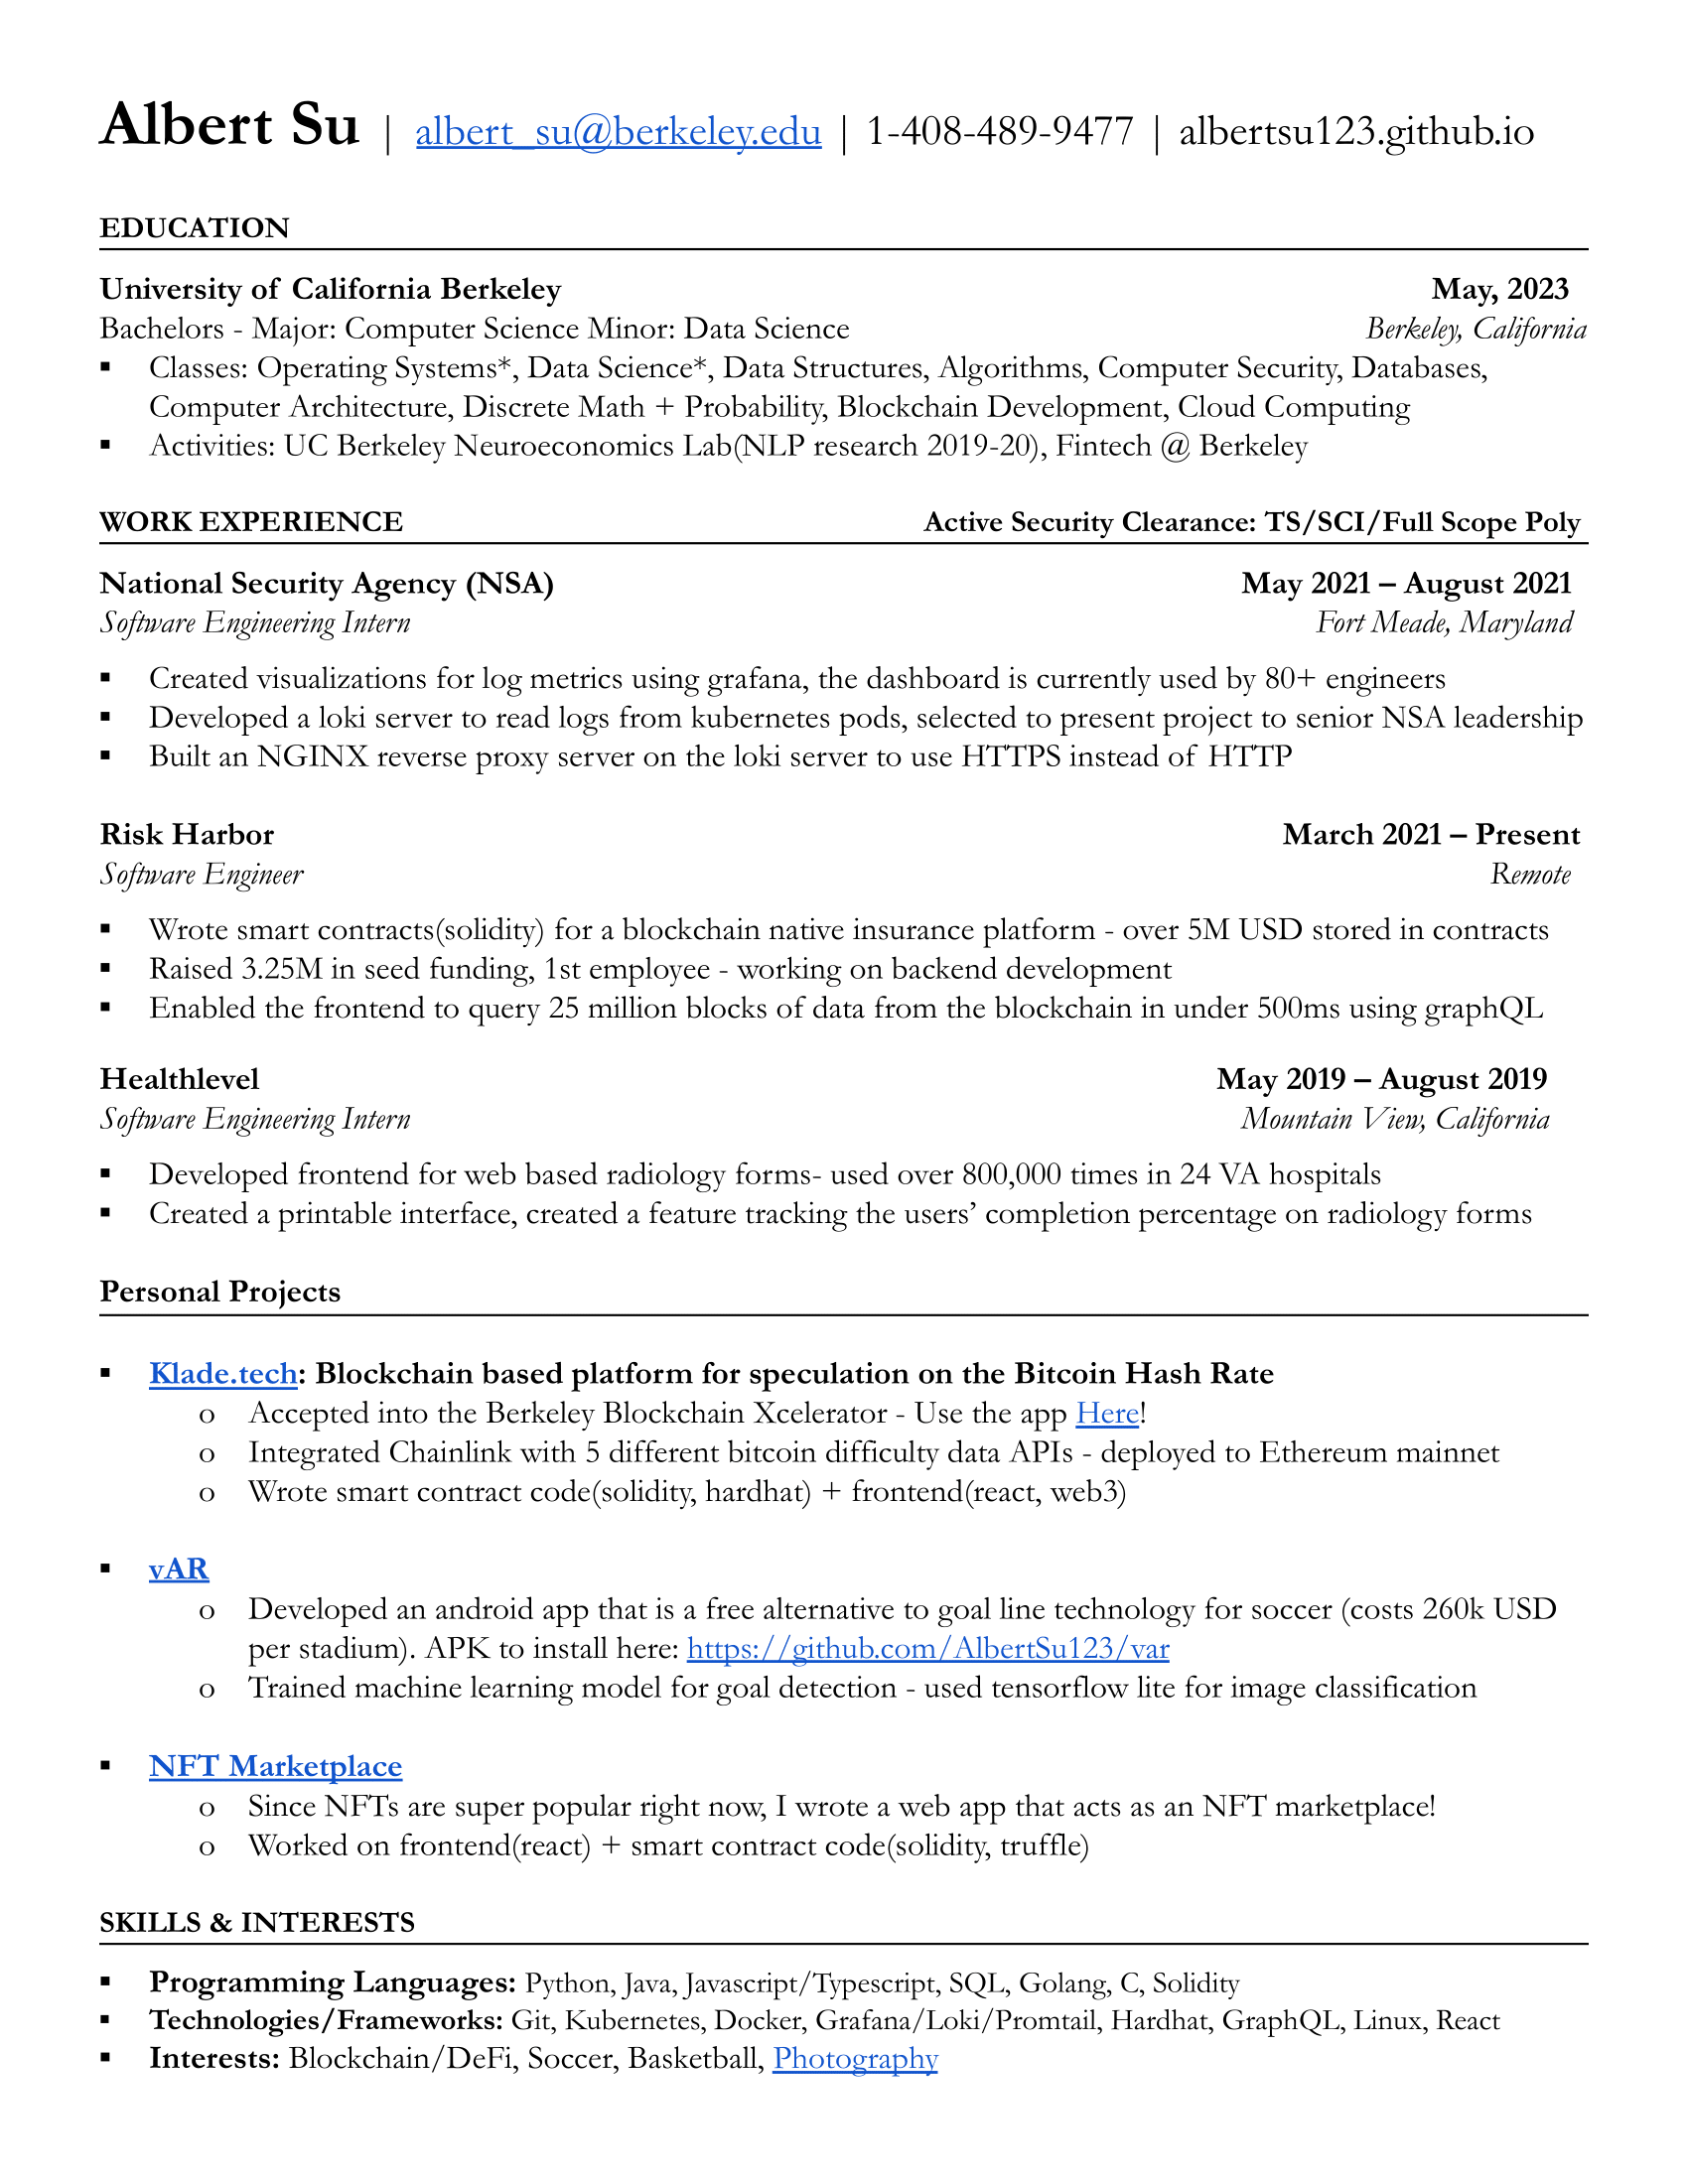 Albert Su | albert_su@berkeley.edu | 1-408-489-9477 | albertsu123.github.io
EDUCATION
University of California Berkeley May, 2023
Bachelors - Major: Computer Science Minor: Data Science Berkeley, California
▪ Classes: Operating Systems*, Data Science*, Data Structures, Algorithms, Computer Security, Databases,
Computer Architecture, Discrete Math + Probability, Blockchain Development, Cloud Computing
▪ Activities: UC Berkeley Neuroeconomics Lab(NLP research 2019-20), Fintech @ Berkeley
WORK EXPERIENCE Active Security Clearance: TS/SCI/Full Scope Poly
National Security Agency (NSA) May 2021 – August 2021
Software Engineering Intern Fort Meade, Maryland
▪ Created visualizations for log metrics using grafana, the dashboard is currently used by 80+ engineers
▪ Developed a loki server to read logs from kubernetes pods, selected to present project to senior NSA leadership
▪ Built an NGINX reverse proxy server on the loki server to use HTTPS instead of HTTP
Risk Harbor March 2021 – Present
Software Engineer Remote
▪ Wrote smart contracts(solidity) for a blockchain native insurance platform - over 5M USD stored in contracts
▪ Raised 3.25M in seed funding, 1st employee - working on backend development
▪ Enabled the frontend to query 25 million blocks of data from the blockchain in under 500ms using graphQL
Healthlevel May 2019 – August 2019
Software Engineering Intern Mountain View, California
▪ Developed frontend for web based radiology forms- used over 800,000 times in 24 VA hospitals
▪ Created a printable interface, created a feature tracking the users’ completion percentage on radiology forms
Personal Projects
▪ Klade.tech: Blockchain based platform for speculation on the Bitcoin Hash Rate
o Accepted into the Berkeley Blockchain Xcelerator - Use the app Here!
o Integrated Chainlink with 5 different bitcoin difficulty data APIs - deployed to Ethereum mainnet
o Wrote smart contract code(solidity, hardhat) + frontend(react, web3)
▪ vAR
o Developed an android app that is a free alternative to goal line technology for soccer (costs 260k USD
per stadium). APK to install here: https://github.com/AlbertSu123/var
o Trained machine learning model for goal detection - used tensorflow lite for image classification
▪ NFT Marketplace
o Since NFTs are super popular right now, I wrote a web app that acts as an NFT marketplace!
o Worked on frontend(react) + smart contract code(solidity, truffle)
SKILLS & INTERESTS
▪ Programming Languages: Python, Java, Javascript/Typescript, SQL, Golang, C, Solidity
▪ Technologies/Frameworks: Git, Kubernetes, Docker, Grafana/Loki/Promtail, Hardhat, GraphQL, Linux, React
▪ Interests: Blockchain/DeFi, Soccer, Basketball, Photography